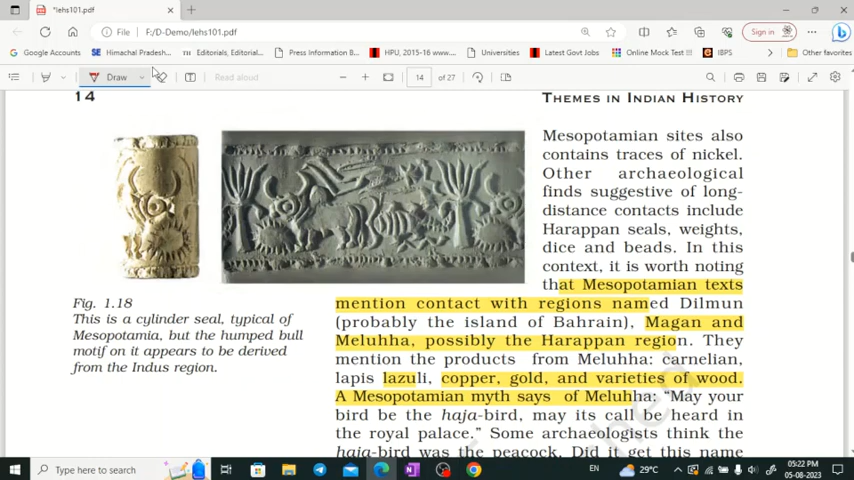 *lehs101.pdf
File
F:/D-Demo/lehs101.pdf
Sign in
Google Accounts
Himachal Pradesh...
Editorials, Editorial...
Press Information B...
HPU, 2015-16 www....
Universities
Latest Govt Jobs
Online Mock Test III
IBPS
Other favorites
Draw
Read aloud
14
of 27
14
THEMES IN INDIAN HISTORY
Mesopotamian sites also
contains traces of nickel.
Other archaeological
finds suggestive of long-
distance contacts include
Harappan seals, weights,
dice and beads. In this
context, it is worth noting
that Mesopotamian texts
mention contact with regions named Dilmun
(probably the island of Bahrain), Magan and
Meluhha, possibly the Harappan region. They
mention the products from Meluhha: carnelian,
lapis lazuli, copper, gold, and varieties of wood.
A Mesopotamian myth says of Meluhha: “May your
bird be the haja-bird, may its call be heard in
the royal palace.” Some archaeologists think the
haja-bird was the peacock. Did it get this name
Fig. 1.18
This is a cylinder seal, typical of
Mesopotamia, but the humped bull
motif on it appears to be derived
from the Indus region.
Type here to search
EN
29°C
05:22 PM
05-08-2023